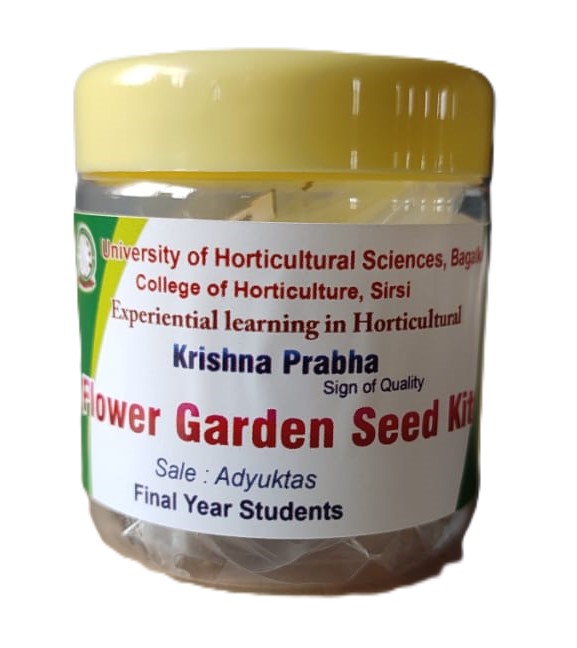 University of Horticultural Sciences,
College of Horticulture, Sirsi
Experiential learning in Horticultural
Krishna Prabha
Sign of Quality
Flower Garden Seed Kit
Sale : Adyuktas
Final Year Students